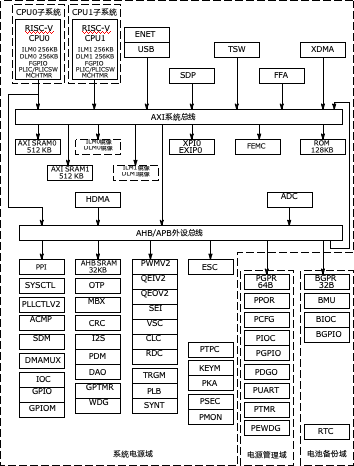 CPU0子系统
CPU1子系统
RISC-V
CPU0
ILM0 256KB
DLM0 256KB
FGPIO
PLIC/PLICSW
MCHTMR
RISC-V
CPU1
ILM1 256KB
DLM1 256KB
FGPIO
PLIC/PLICSW
MCHTMR
ENET
USB
TSW
XDMA
SDP
FFA
AXI系统总线
AXI SRAM0
512 KB
ILM0镜像
DLM0镜像
ILM1镜像
DLM1镜像
XPI0
EXIP0
FEMC
ROM
128KB
AXI SRAM1
512 KB
HDMA
ADC
AHB/APB外设总线
PPI
SYSCTL
PLLCTLV2
ACMP
SDM
DMAMUX
IOC
GPIO
GPIOM
AHB SRAM
32KB
OTP
MBX
CRC
I2S
PDM
DAO
GPTMR
WDG
PWMV2
QEIV2
QEOV2
SEI
VSC
CLC
RDC
TRGM
PLB
SYNT
ESC
PTPC
KEYM
PKA
PSEC
PMON
PGPR
64B
PPOR
PCFG
PIOC
PGPIO
PDGO
PUART
PTMR
PEWDG
BGPR
32B
BMU
BIOC
BGPIO
RTC
系统电源域
电源管理域
电池备份域